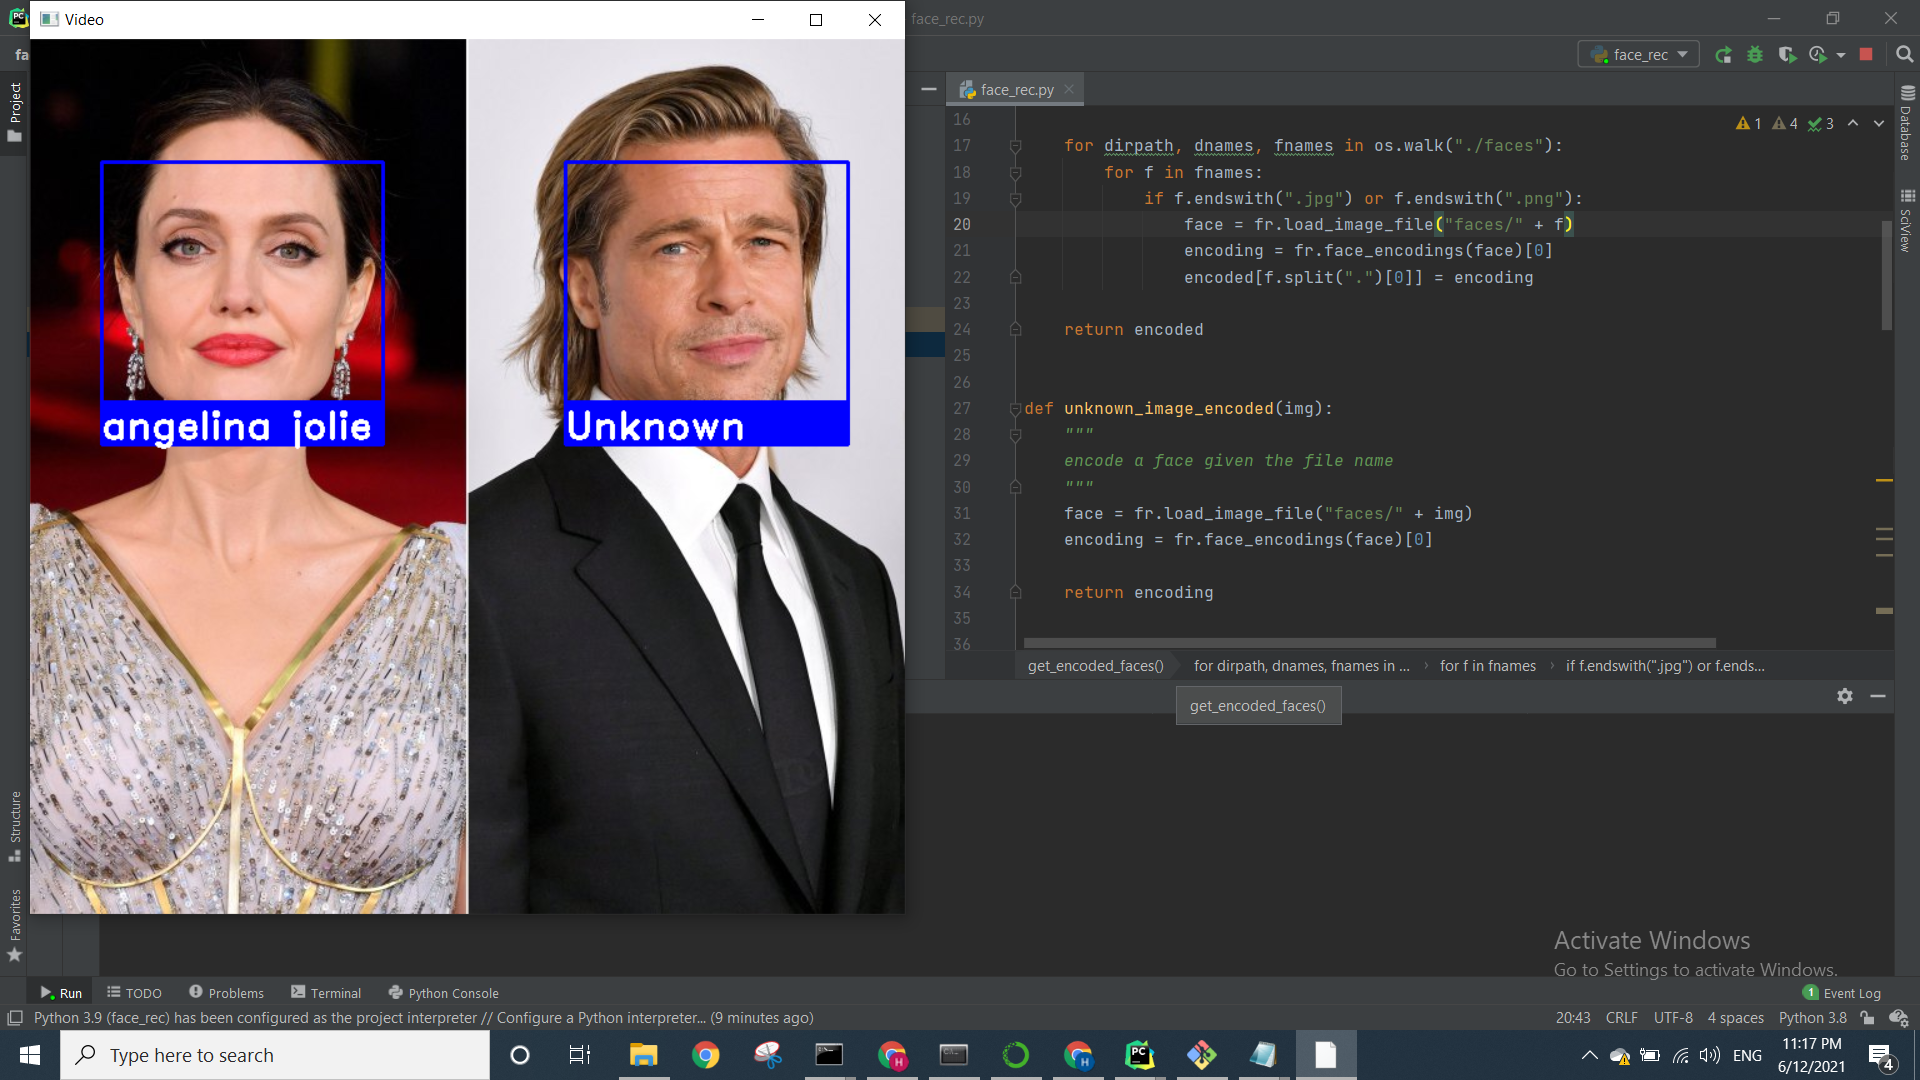 Video
face_rec.py
fa
face_rec
Project
face_rec.py
Database
SciView
1 4 3
16
17 for dirpath, dnames, fnames in os.walk("./faces"):
18 for f in fnames:
19 if f.endswith(".jpg") or f.endswith(".png"):
20 face = fr.load_image_file("faces/" + f)
21 encoding = fr.face_encodings(face)[0]
22 encoded[f.split(".")[0]] = encoding
23
24 return encoded
25
26
27 def unknown_image_encoded(img):
28 """
29 encode a face given the file name
30 """
31 face = fr.load_image_file("faces/" + img)
32 encoding = fr.face_encodings(face)[0]
33
34 return encoding
35
36
angelina jolie
Unknown
get_encoded_faces() for dirpath, dnames, fnames in ... for f in fnames if f.endswith(".jpg") or f.ends...
get_encoded_faces()
Structure
Favorites
Activate Windows
Go to Settings to activate Windows.
Run TODO Problems Terminal Python Console
1 Event Log
Python 3.9 (face_rec) has been configured as the project interpreter // Configure a Python interpreter... (9 minutes ago)
20:43 CRLF UTF-8 4 spaces Python 3.8
Type here to search
ENG
11:17 PM
6/12/2021
4